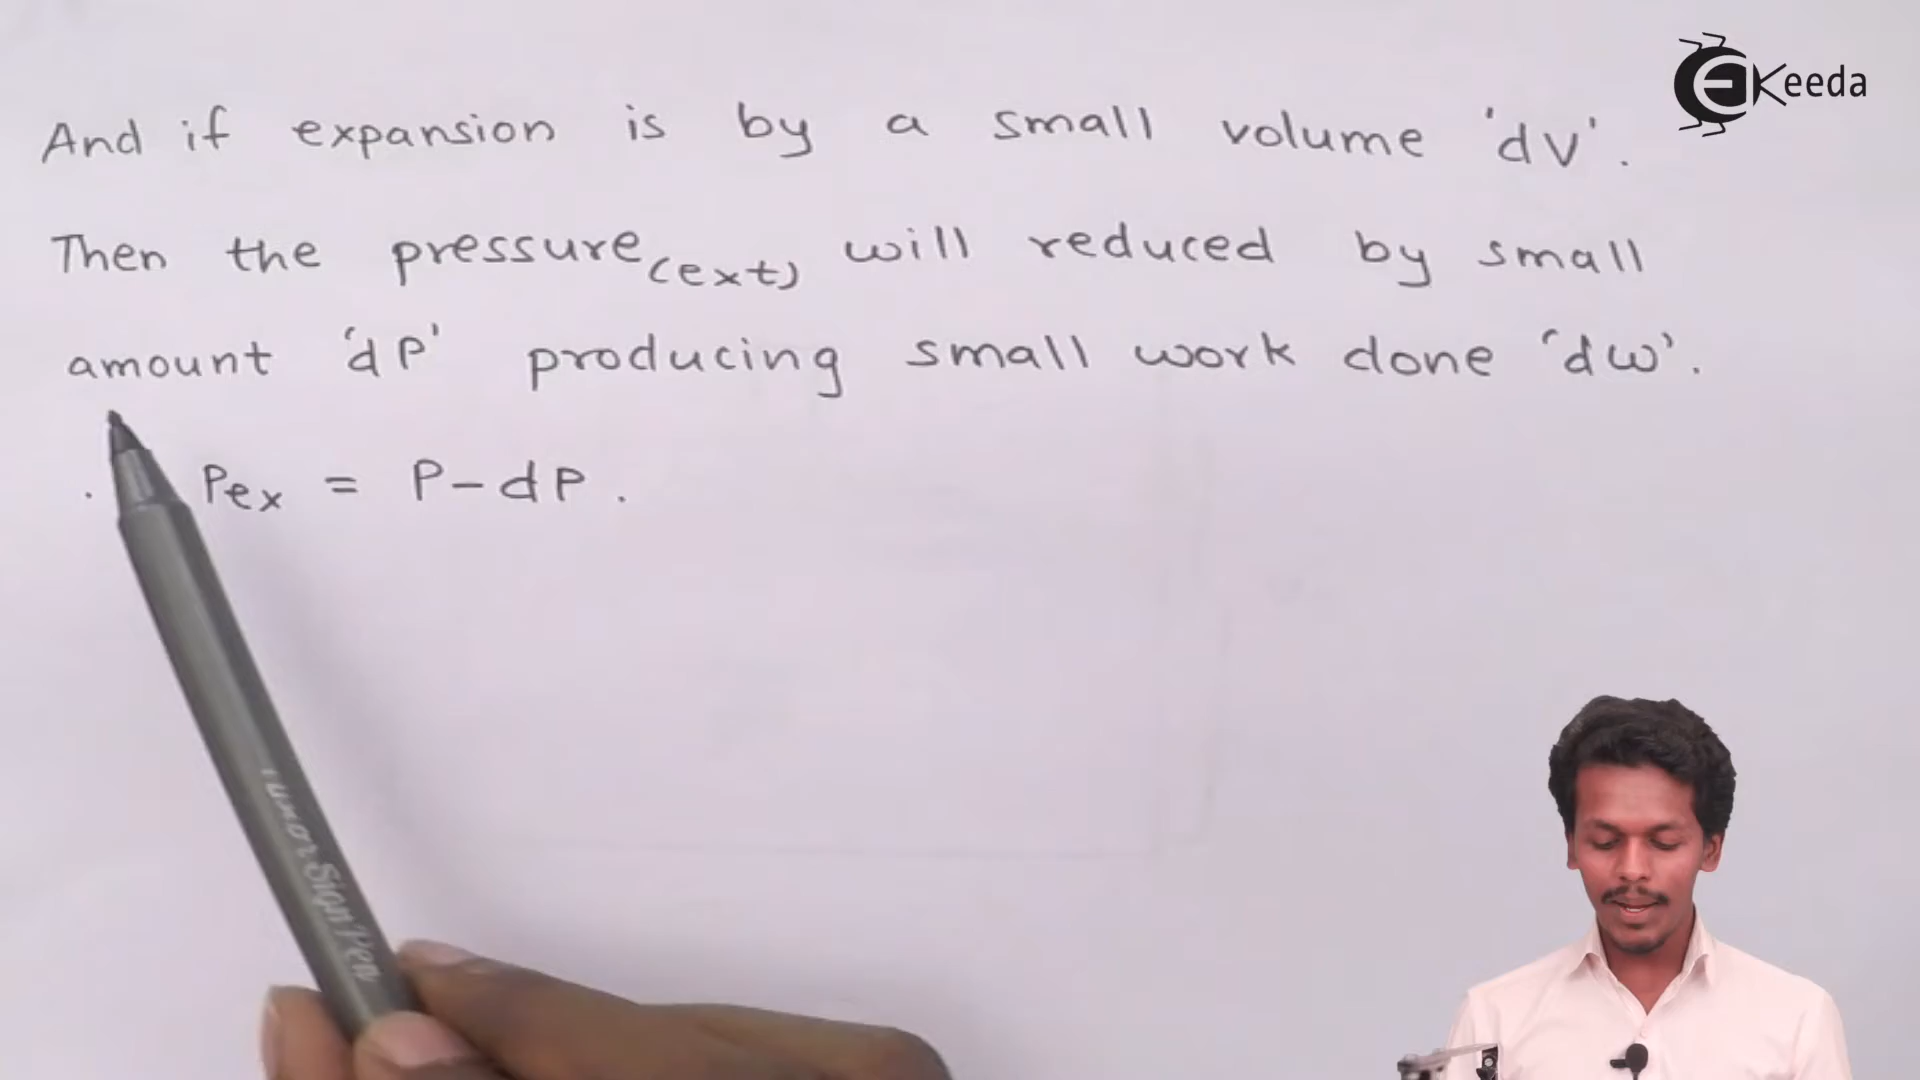 And if expansion is by a small volume 'dv'.
Then the pressure(ext) will reduced by small
amount 'dP' producing small work done 'dw'.
. Pex = P-dP.
EKeeda
Luxor Sign Pen